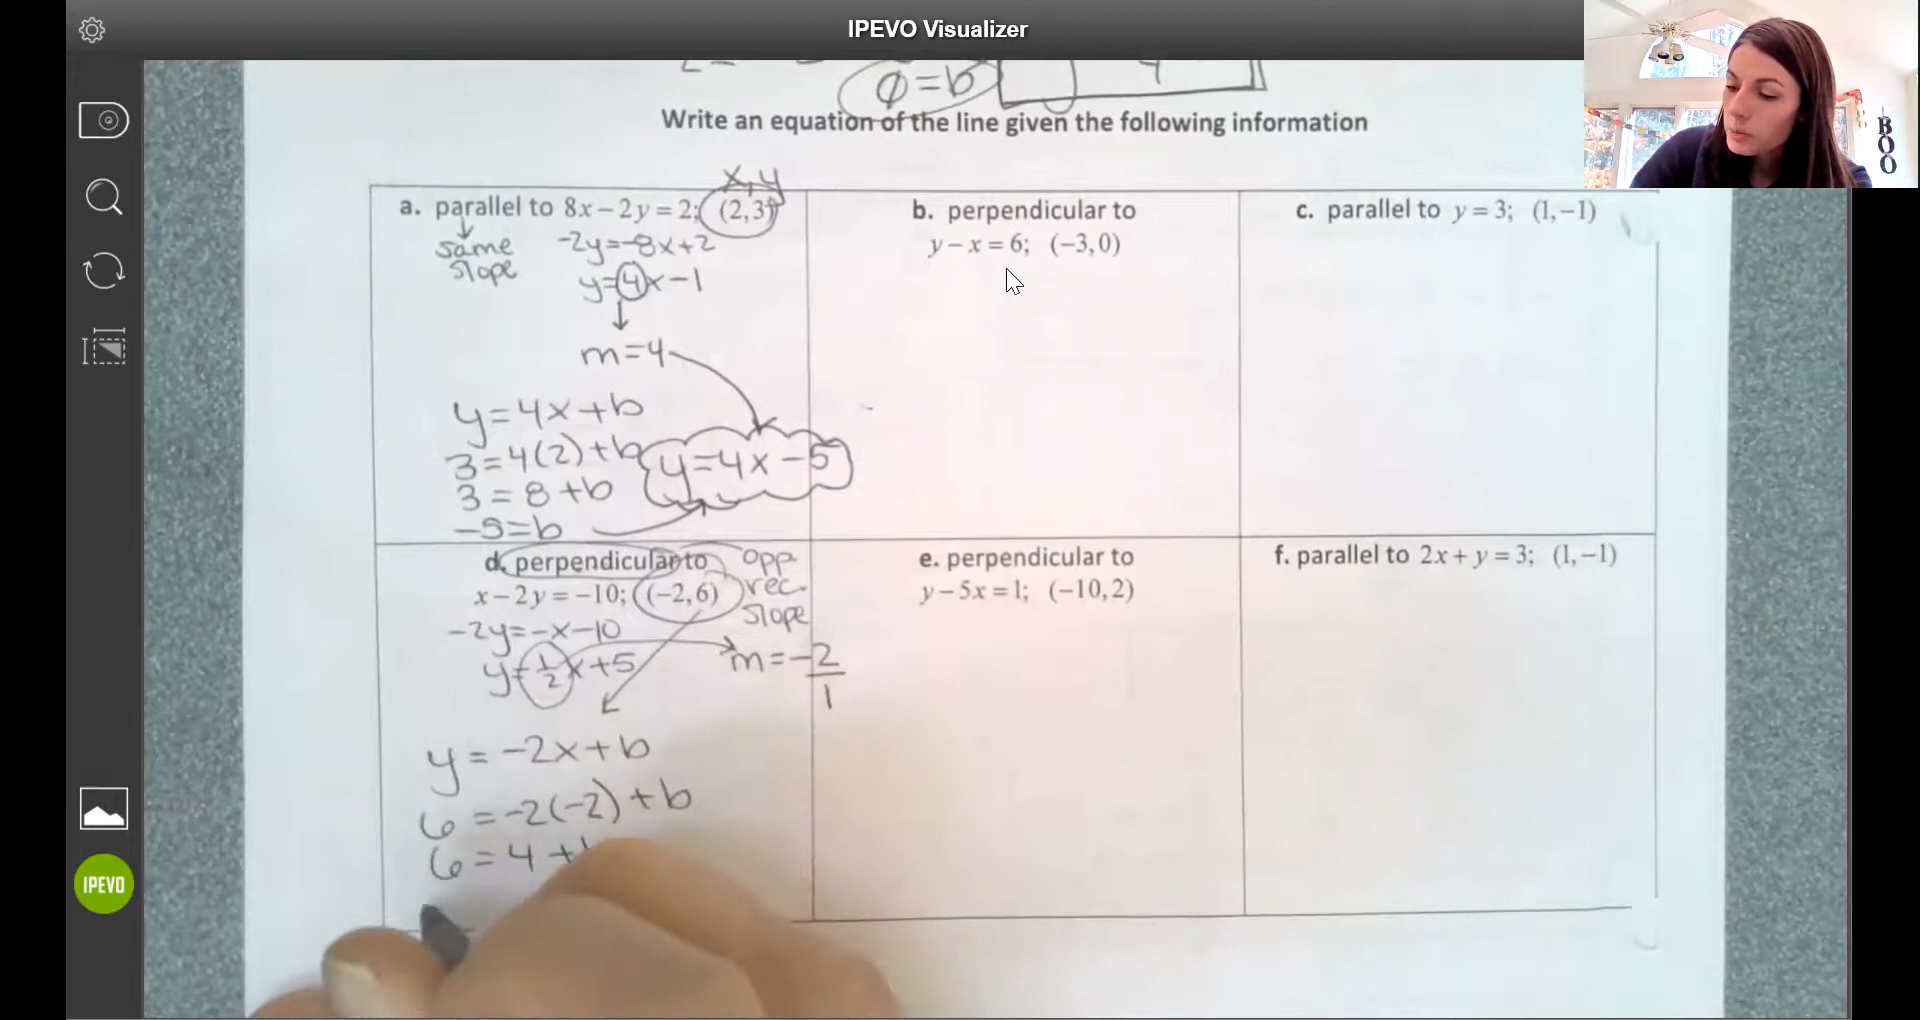 IPEVO Visualizer
BOO
φ=b
4
Write an equation of the line given the following information
x,y
a. parallel to 8x – 2y = 2; (2,3)
same
slope
-2y=-8x+2
y=4x-1
m=4
y=4x+b
3=4(2)+b
3=8+b
-5=b
y=4x-5
b. perpendicular to
y – x = 6; (–3,0)
c. parallel to y = 3; (1,–1)
d. perpendicular to
x – 2y = –10; (–2,6)
opp
rec.
slope
-2y=-x-10
y=1/2x+5
m=-2/1
y=-2x+b
6=-2(-2)+b
6=4+
e. perpendicular to
y – 5x = 1; (–10,2)
f. parallel to 2x + y = 3; (1,–1)
IPEVO